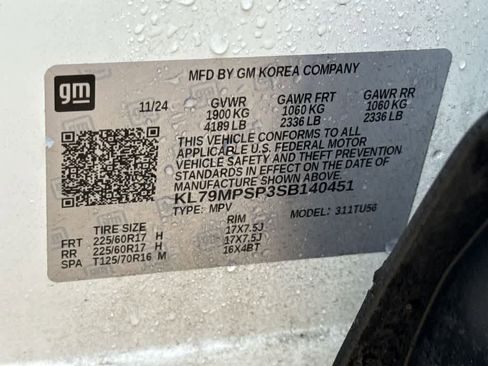 gm
MFD BY GM KOREA COMPANY
11/24 GVWR GAWR FRT GAWR RR
1900 KG 1060 KG 1060 KG
4189 LB 2336 LB 2336 LB
THIS VEHICLE CONFORMS TO ALL
APPLICABLE U.S. FEDERAL MOTOR
VEHICLE SAFETY AND THEFT PREVENTION
STANDARDS IN EFFECT ON THE DATE OF
MANUFACTURE SHOWN ABOVE.
KL79MPSP3SB140451
TYPE: MPV MODEL: 311TU56
TIRE SIZE RIM
FRT 225/60R17 H 17X7.5J
RR 225/60R17 H 17X7.5J
SPA T125/70R16 M 16X4BT